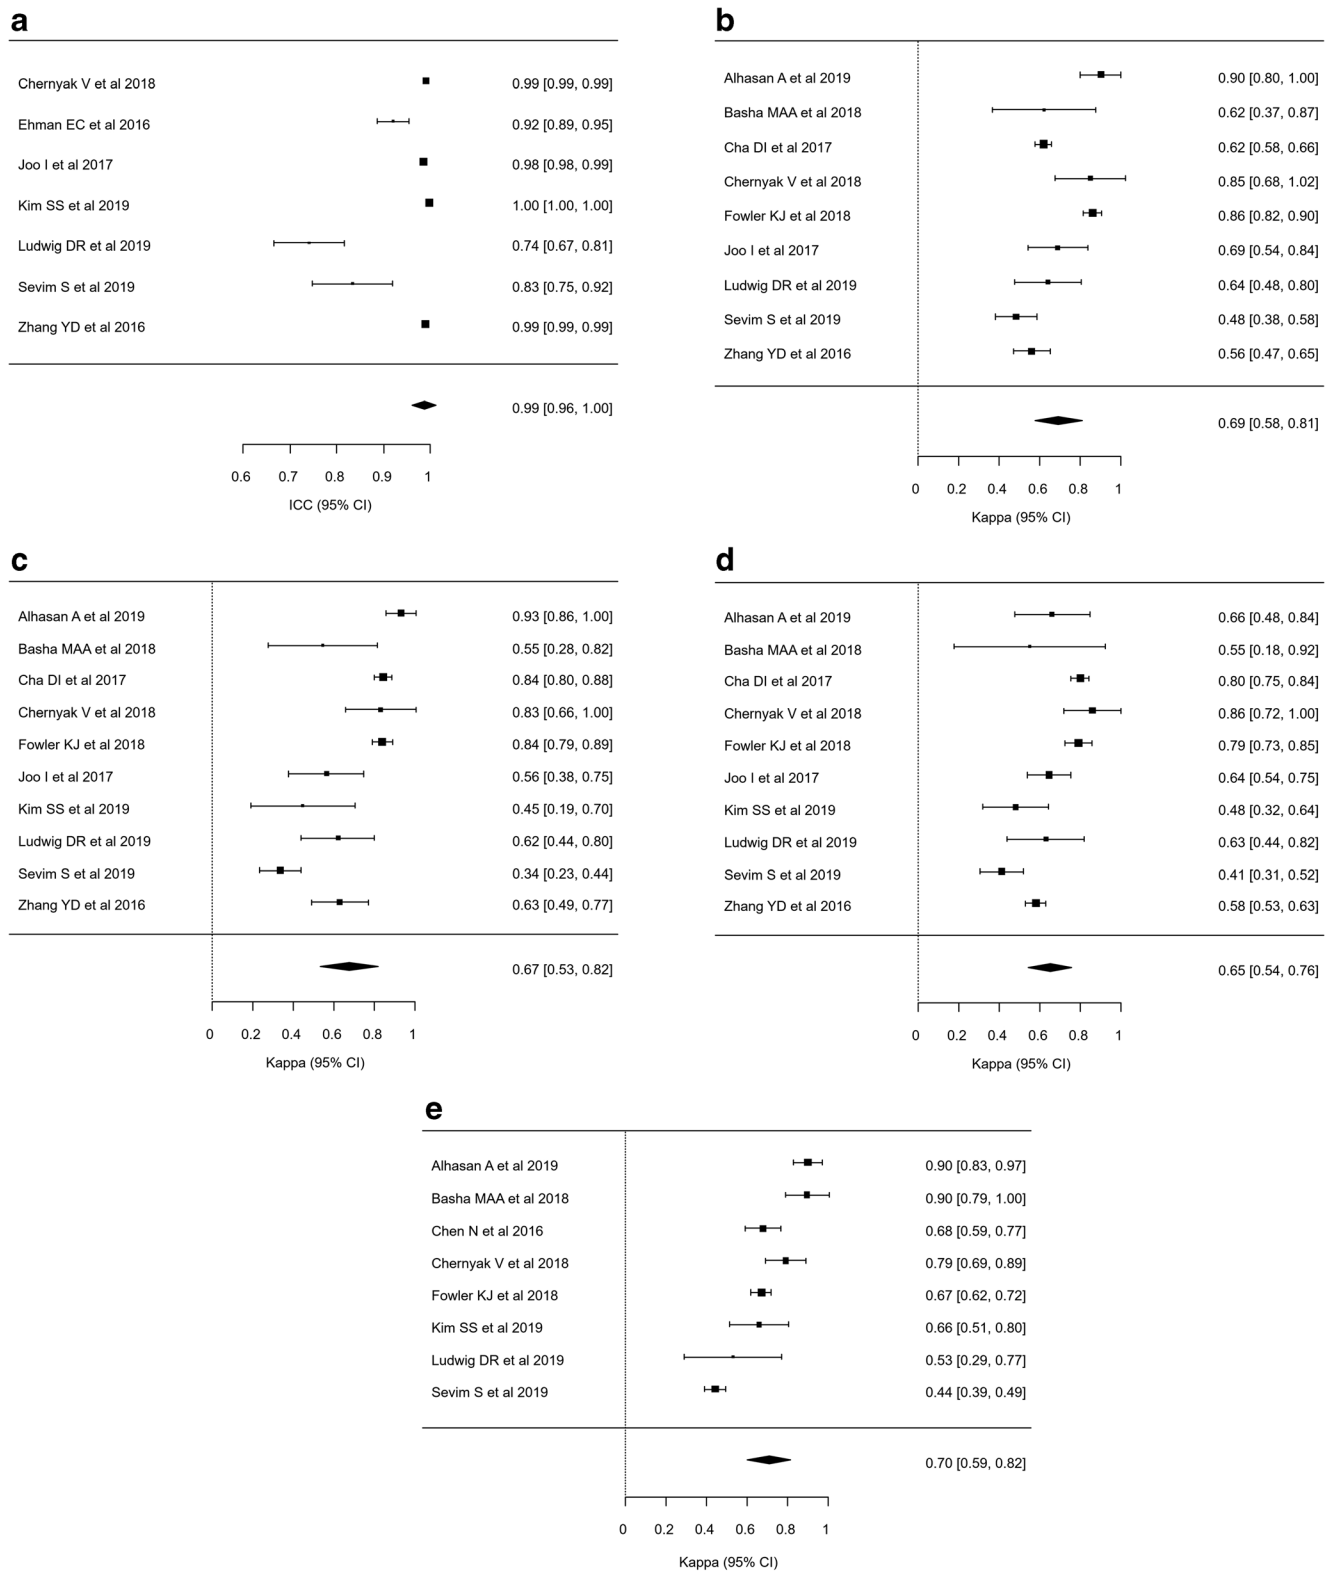 a
Chernyak V et al 2018 0.99 [0.99, 0.99]
Ehman EC et al 2016 0.92 [0.89, 0.95]
Joo I et al 2017 0.98 [0.98, 0.99]
Kim SS et al 2019 1.00 [1.00, 1.00]
Ludwig DR et al 2019 0.74 [0.67, 0.81]
Sevim S et al 2019 0.83 [0.75, 0.92]
Zhang YD et al 2016 0.99 [0.99, 0.99]
0.99 [0.96, 1.00]
0.6 0.7 0.8 0.9 1
ICC (95% CI)
b
Alhasan A et al 2019 0.90 [0.80, 1.00]
Basha MAA et al 2018 0.62 [0.37, 0.87]
Cha DI et al 2017 0.62 [0.58, 0.66]
Chernyak V et al 2018 0.85 [0.68, 1.02]
Fowler KJ et al 2018 0.86 [0.82, 0.90]
Joo I et al 2017 0.69 [0.54, 0.84]
Ludwig DR et al 2019 0.64 [0.48, 0.80]
Sevim S et al 2019 0.48 [0.38, 0.58]
Zhang YD et al 2016 0.56 [0.47, 0.65]
0.69 [0.58, 0.81]
0 0.2 0.4 0.6 0.8 1
Kappa (95% CI)
c
Alhasan A et al 2019 0.93 [0.86, 1.00]
Basha MAA et al 2018 0.55 [0.28, 0.82]
Cha DI et al 2017 0.84 [0.80, 0.88]
Chernyak V et al 2018 0.83 [0.66, 1.00]
Fowler KJ et al 2018 0.84 [0.79, 0.89]
Joo I et al 2017 0.56 [0.38, 0.75]
Kim SS et al 2019 0.45 [0.19, 0.70]
Ludwig DR et al 2019 0.62 [0.44, 0.80]
Sevim S et al 2019 0.34 [0.23, 0.44]
Zhang YD et al 2016 0.63 [0.49, 0.77]
0.67 [0.53, 0.82]
0 0.2 0.4 0.6 0.8 1
Kappa (95% CI)
d
Alhasan A et al 2019 0.66 [0.48, 0.84]
Basha MAA et al 2018 0.55 [0.18, 0.92]
Cha DI et al 2017 0.80 [0.75, 0.84]
Chernyak V et al 2018 0.86 [0.72, 1.00]
Fowler KJ et al 2018 0.79 [0.73, 0.85]
Joo I et al 2017 0.64 [0.54, 0.75]
Kim SS et al 2019 0.48 [0.32, 0.64]
Ludwig DR et al 2019 0.63 [0.44, 0.82]
Sevim S et al 2019 0.41 [0.31, 0.52]
Zhang YD et al 2016 0.58 [0.53, 0.63]
0.65 [0.54, 0.76]
0 0.2 0.4 0.6 0.8 1
Kappa (95% CI)
e
Alhasan A et al 2019 0.90 [0.83, 0.97]
Basha MAA et al 2018 0.90 [0.79, 1.00]
Chen N et al 2016 0.68 [0.59, 0.77]
Chernyak V et al 2018 0.79 [0.69, 0.89]
Fowler KJ et al 2018 0.67 [0.62, 0.72]
Kim SS et al 2019 0.66 [0.51, 0.80]
Ludwig DR et al 2019 0.53 [0.29, 0.77]
Sevim S et al 2019 0.44 [0.39, 0.49]
0.70 [0.59, 0.82]
0 0.2 0.4 0.6 0.8 1
Kappa (95% CI)